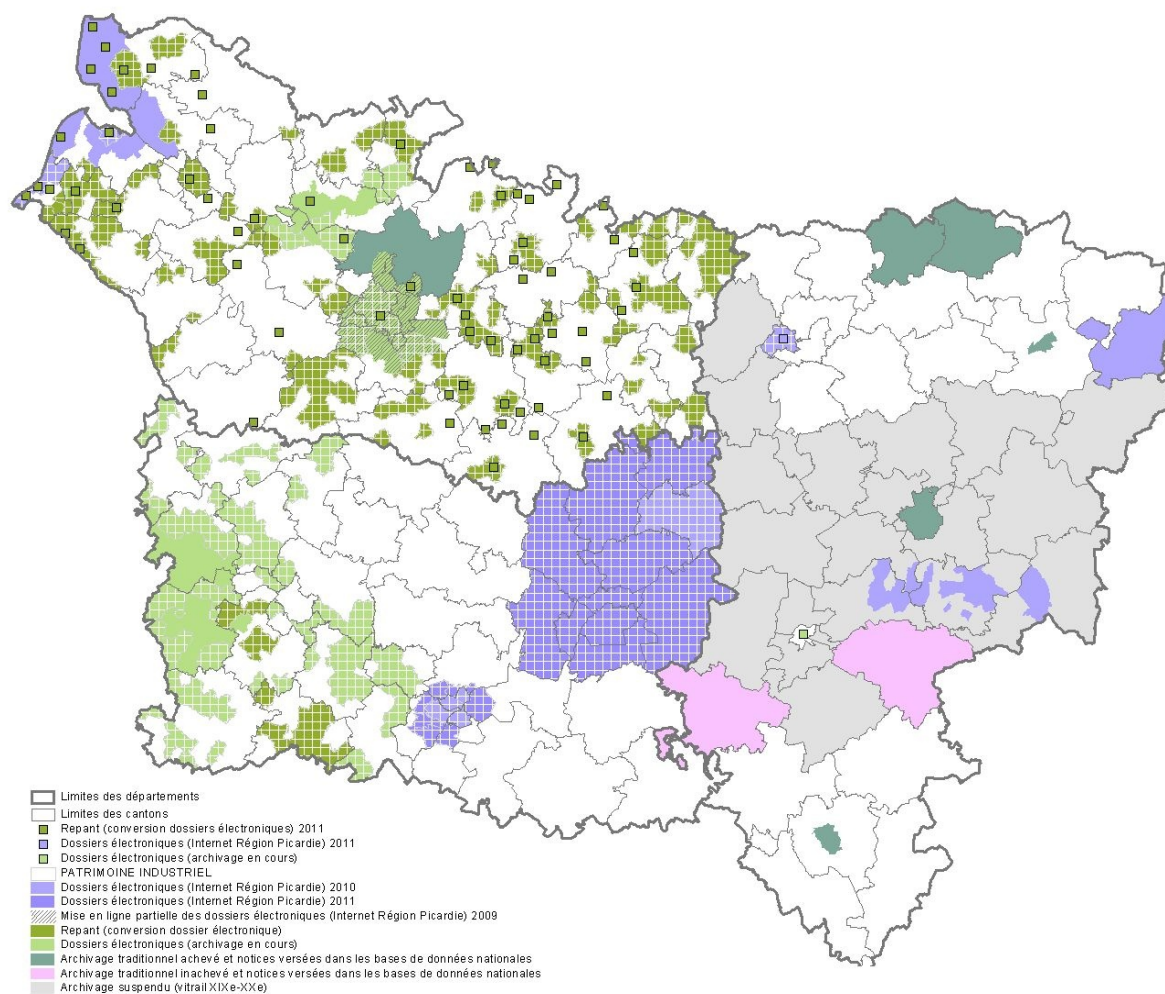 Limites des départements
Limites des cantons
Repant (conversion dossiers électroniques) 2011
Dossiers électroniques (Internet Région Picardie) 2011
Dossiers électroniques (archivage en cours)
PATRIMOINE INDUSTRIEL
Dossiers électroniques (Internet Région Picardie) 2010
Dossiers électroniques (Internet Région Picardie) 2011
Mise en ligne partielle des dossiers électroniques (Internet Région Picardie) 2009
Repant (conversion dossier électronique)
Dossiers électroniques (archivage en cours)
Archivage traditionnel achevé et notices versées dans les bases de données nationales
Archivage traditionnel inachevé et notices versées dans les bases de données nationales
Archivage suspendu (vitrail XIXe-XXe)